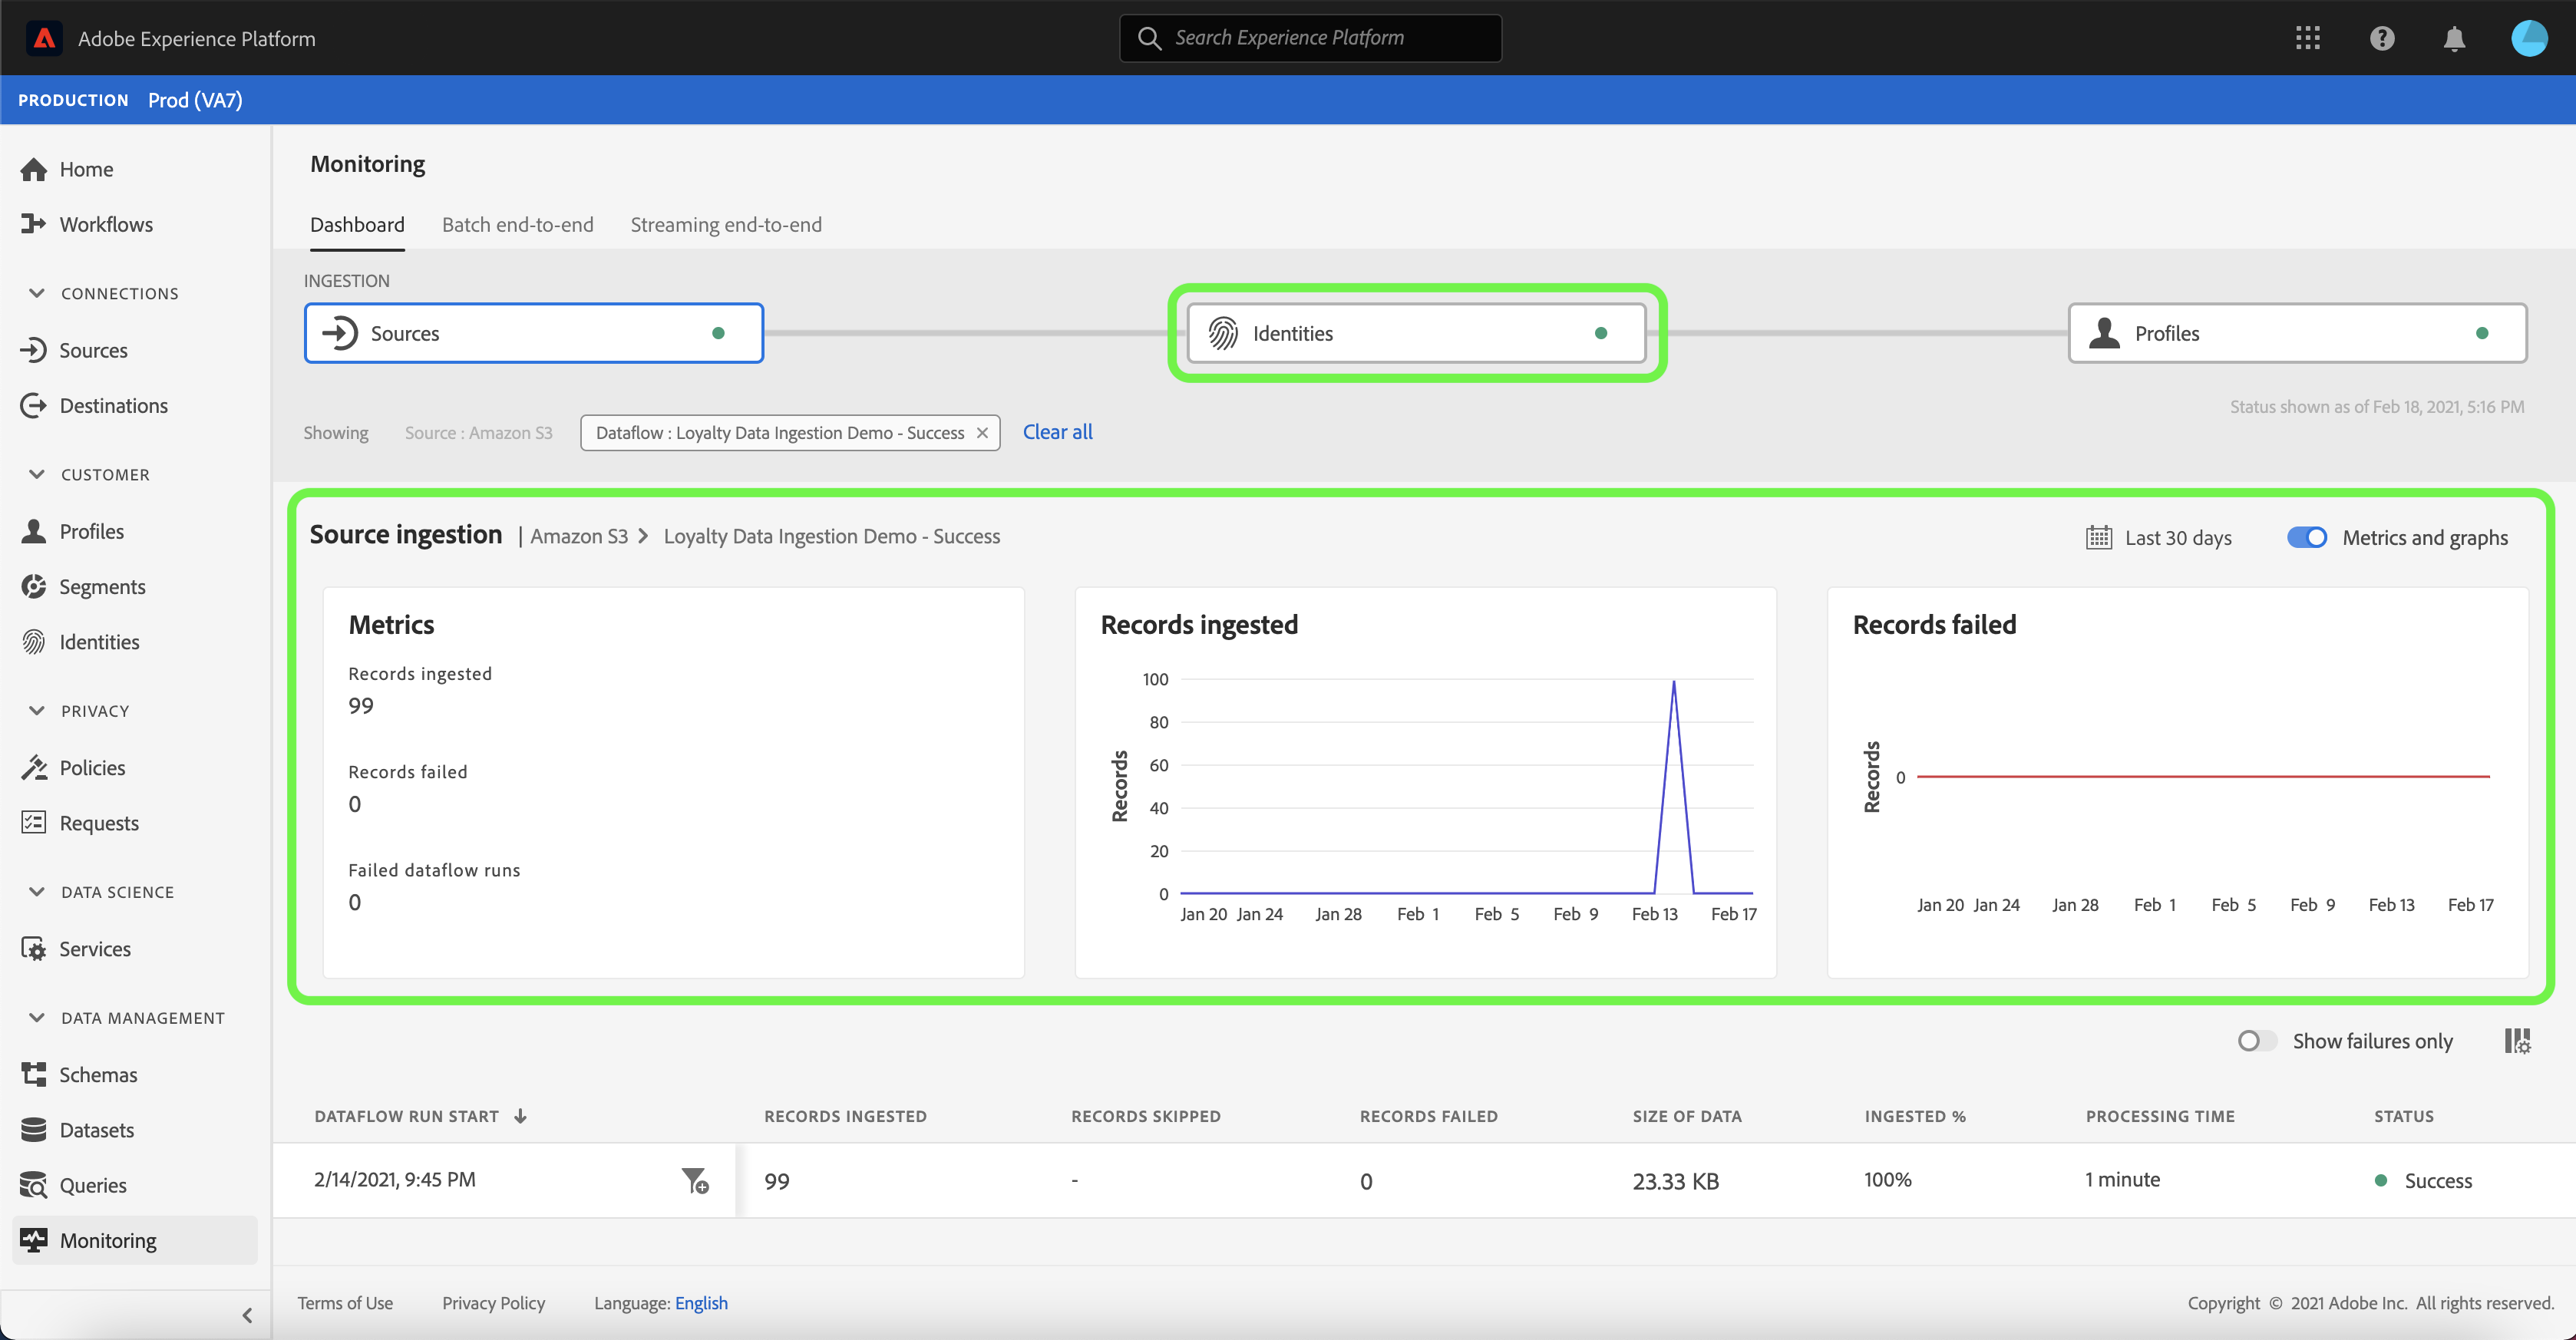 Adobe Experience Platform
Search Experience Platform
PRODUCTION Prod (VA7)
Home
Workflows
CONNECTIONS
Sources
Destinations
CUSTOMER
Profiles
Segments
Identities
PRIVACY
Policies
Requests
DATA SCIENCE
Services
DATA MANAGEMENT
Schemas
Datasets
Queries
Monitoring
Monitoring
Dashboard Batch end-to-end Streaming end-to-end
INGESTION
Sources Identities Profiles
Status shown as of Feb 18, 2021, 5:16 PM
Showing Source : Amazon S3 Dataflow : Loyalty Data Ingestion Demo - Success Clear all
Source ingestion | Amazon S3 Loyalty Data Ingestion Demo - Success Last 30 days Metrics and graphs
Metrics
Records ingested
99
Records failed
0
Failed dataflow runs
0
Records ingested
Records
100
80
60
40
20
0
Jan 20 Jan 24 Jan 28 Feb 1 Feb 5 Feb 9 Feb 13 Feb 17
Records failed
Records
0
Jan 20 Jan 24 Jan 28 Feb 1 Feb 5 Feb 9 Feb 13 Feb 17
Show failures only
DATAFLOW RUN START RECORDS INGESTED RECORDS SKIPPED RECORDS FAILED SIZE OF DATA INGESTED % PROCESSING TIME STATUS
2/14/2021, 9:45 PM 99 - 0 23.33 KB 100% 1 minute Success
Terms of Use Privacy Policy Language: English Copyright © 2021 Adobe Inc. All rights reserved.